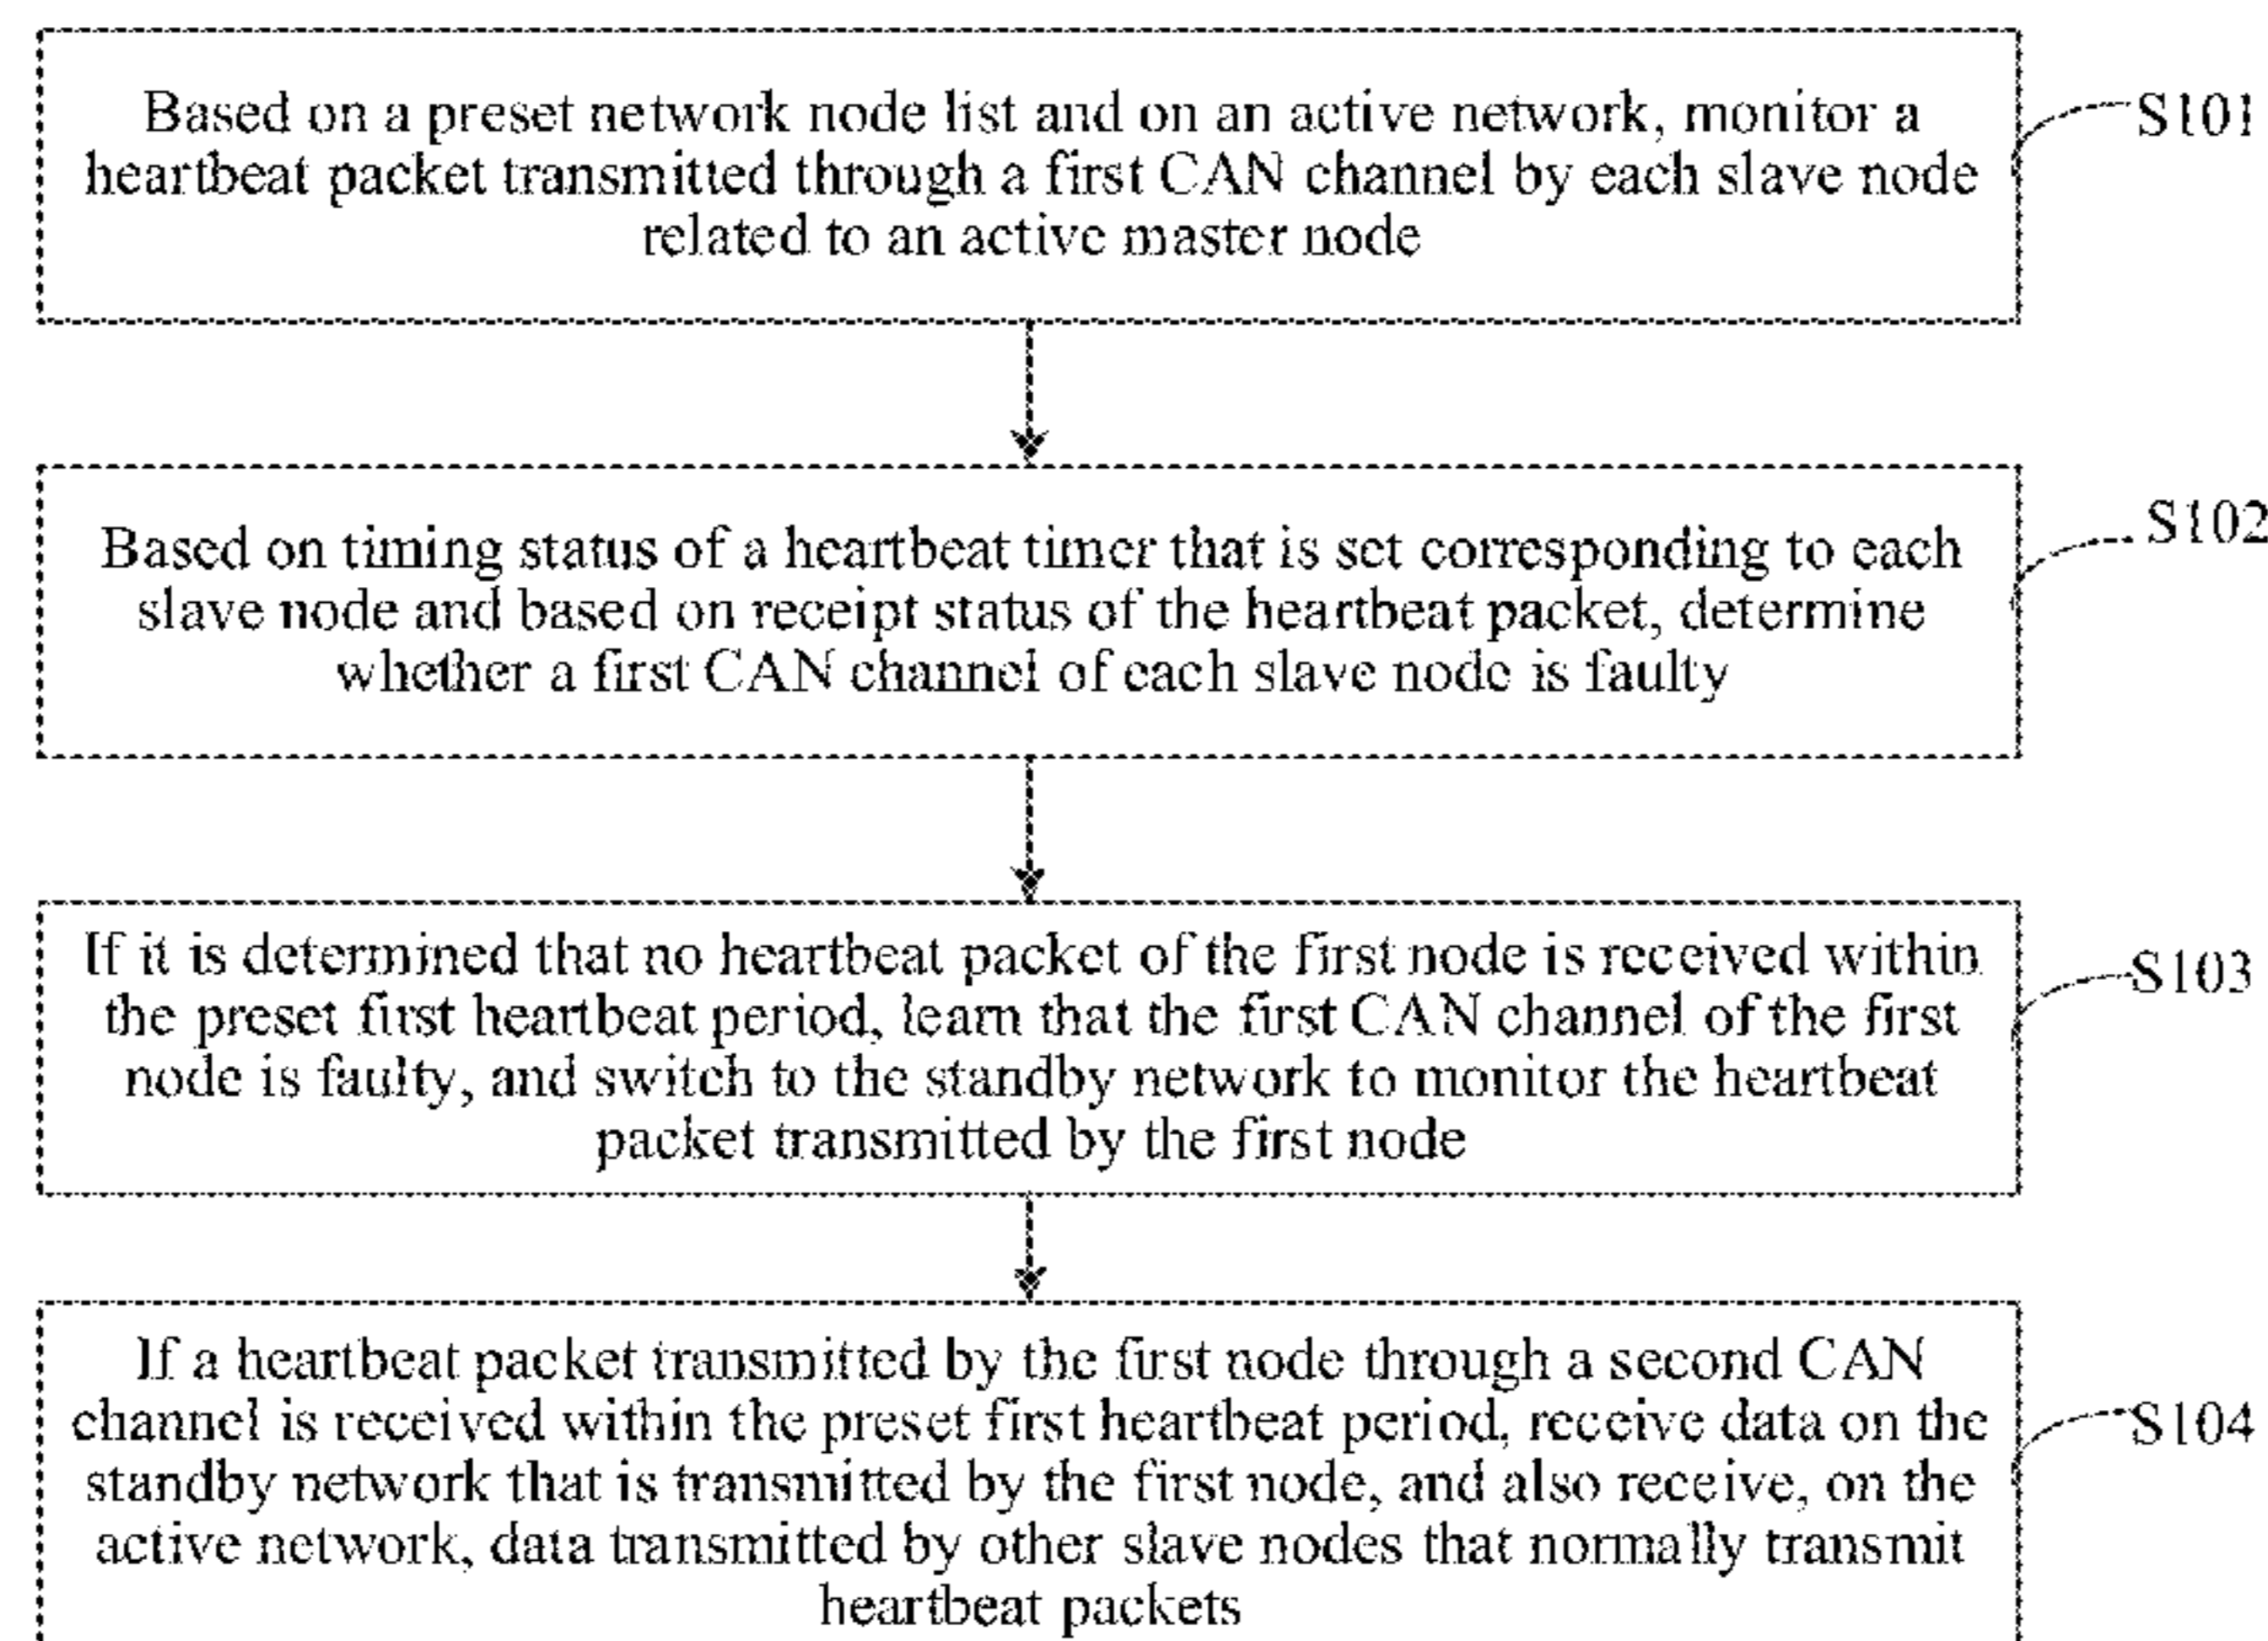 Based on a preset network node list and on an active network, monitor a
heartbeat packet transmitted through a first CAN channel by each slave node
related to an active master node
S101
Based on timing status of a heartbeat timer that is set corresponding to each
slave node and based on receipt status of the heartbeat packet, determine
whether a first CAN channel of each slave node is faulty
S102
If it is determined that no heartbeat packet of the first node is received within
the preset first heartbeat period, learn that the first CAN channel of the first
node is faulty, and switch to the standby network to monitor the heartbeat
packet transmitted by the first node
S103
If a heartbeat packet transmitted by the first node through a second CAN
channel is received within the preset first heartbeat period, receive data on the
standby network that is transmitted by the first node, and also receive, on the
active network, data transmitted by other slave nodes that normally transmit
heartbeat packets
S104